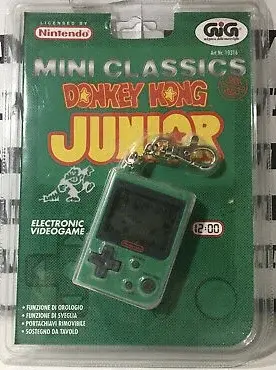 LICENSED BY
Nintendo
GIG
Art Nr. 10316
MINI CLASSICS
DONKEY KONG
JUNIOR
ELECTRONIC
VIDEOGAME
12:00
Nintendo
• FUNZIONE DI OROLOGIO
• FUNZIONE DI SVEGLIA
• PORTACHIAVI RIMOVIBILE
• SOSTEGNO DA TAVOLO